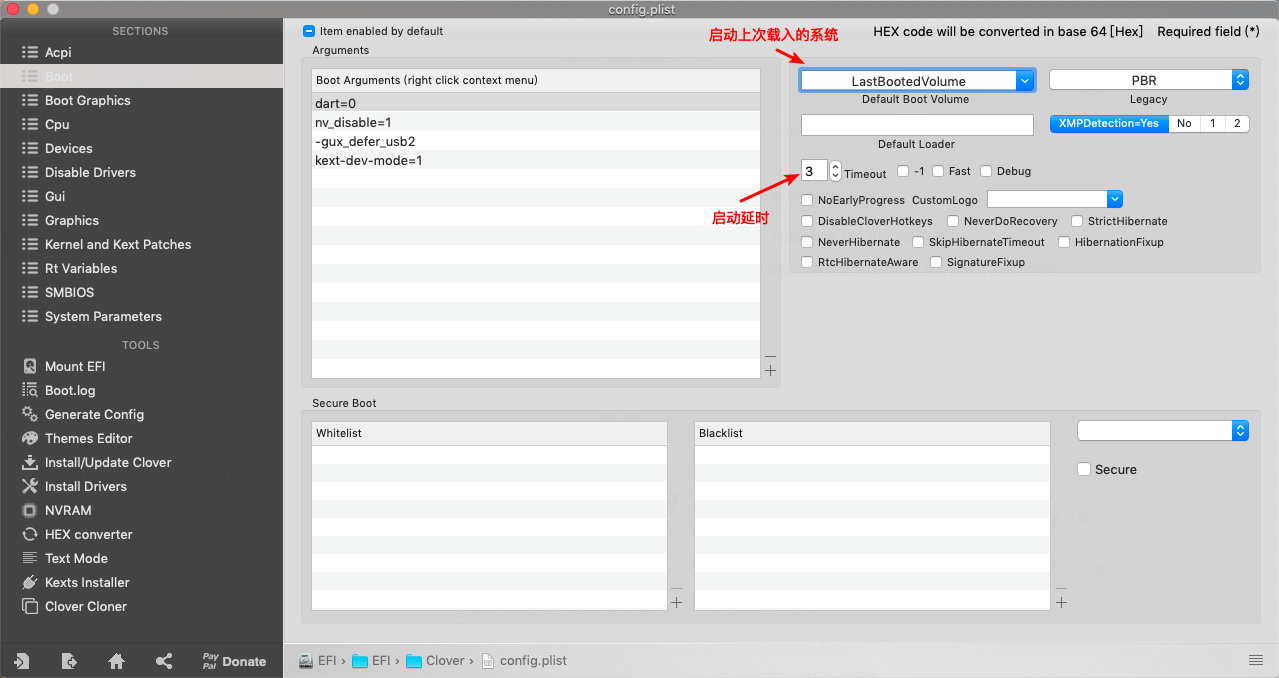 config.plist
SECTIONS
Acpi
Boot
Boot Graphics
Cpu
Devices
Disable Drivers
Gui
Graphics
Kernel and Kext Patches
Rt Variables
SMBIOS
System Parameters
TOOLS
Mount EFI
Boot.log
Generate Config
Themes Editor
Install/Update Clover
Install Drivers
NVRAM
HEX converter
Text Mode
Kexts Installer
Clover Cloner
Pay Pal Donate
Item enabled by default
启动上次载入的系统
HEX code will be converted in base 64 [Hex] Required field (*)
Arguments
Boot Arguments (right click context menu)
dart=0
nv_disable=1
-gux_defer_usb2
kext-dev-mode=1
LastBootedVolume
PBR
Default Boot Volume
Legacy
XMPDetection=Yes No 1 2
Default Loader
3 Timeout -1 Fast Debug
NoEarlyProgress CustomLogo
启动延时
DisableCloverHotkeys NeverDoRecovery StrictHibernate
NeverHibernate SkipHibernateTimeout HibernationFixup
RtcHibernateAware SignatureFixup
Secure Boot
Whitelist
Blacklist
Secure
EFI › EFI › Clover › config.plist